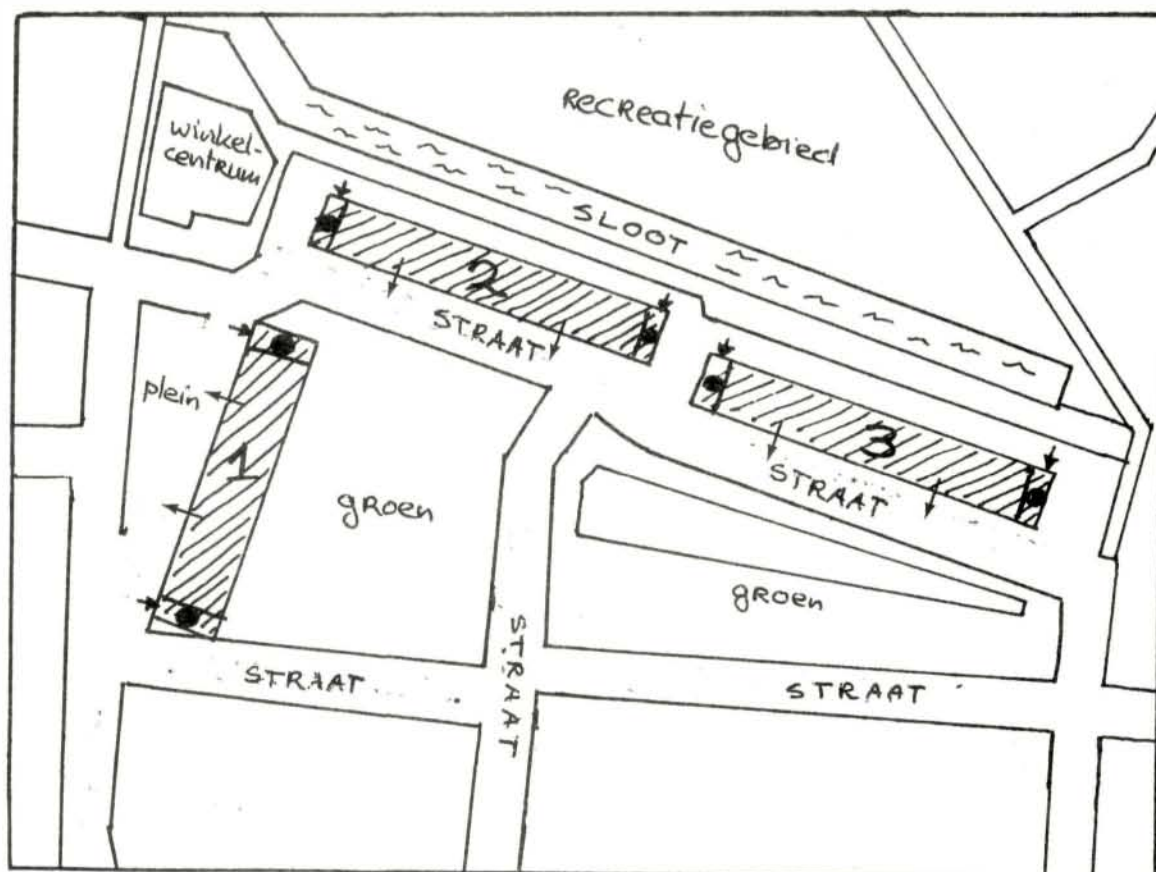 RECREATIEGEBIED
winkel-
centrum
SLOOT
2
STRAAT
plein
1
groen
3
STRAAT
groen
STRAAT
STRAAT
STRAAT